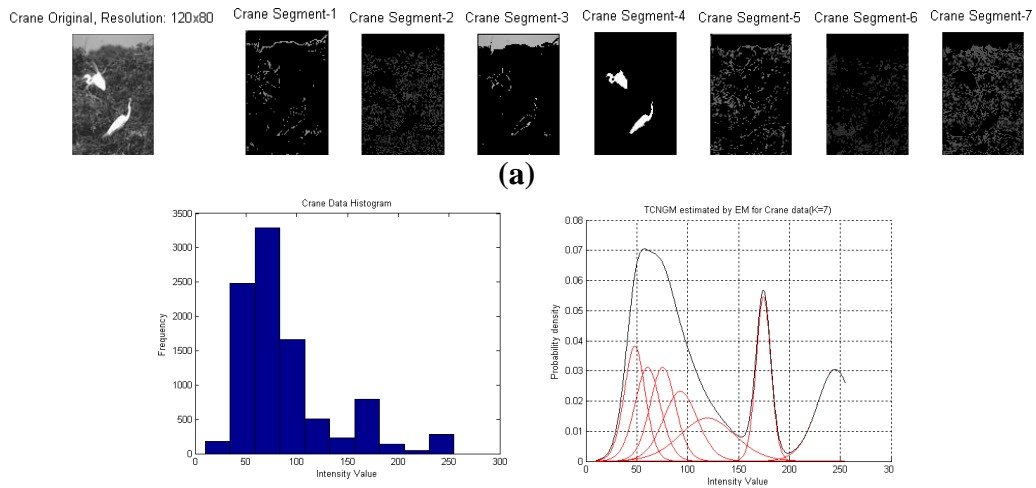 Crane Original, Resolution: 120x80
Crane Segment-1
Crane Segment-2
Crane Segment-3
Crane Segment-4
Crane Segment-5
Crane Segment-6
Crane Segment-7
(a)
Crane Data Histogram
Frequency
3500
3000
2500
2000
1500
1000
500
0
0 50 100 150 200 250 300
Intensity Value
TCNGM estimated by EM for Crane data(K=7)
Probability density
0.08
0.07
0.06
0.05
0.04
0.03
0.02
0.01
0
0 50 100 150 200 250 30
Intensity Value